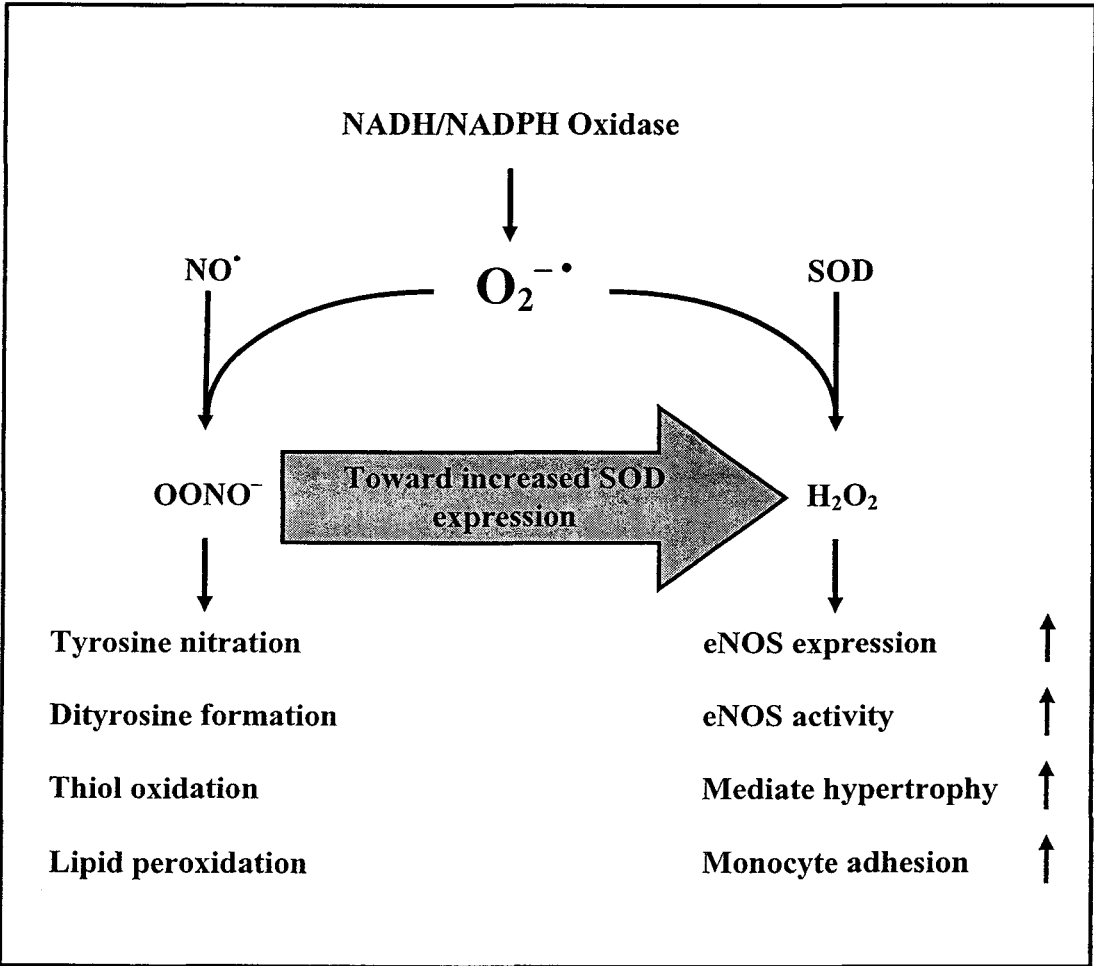 NADH/NADPH Oxidase
NO• O₂⁻• SOD
OONO⁻ Toward increased SOD expression H₂O₂
Tyrosine nitration eNOS expression ↑
Dityrosine formation eNOS activity ↑
Thiol oxidation Mediate hypertrophy ↑
Lipid peroxidation Monocyte adhesion ↑